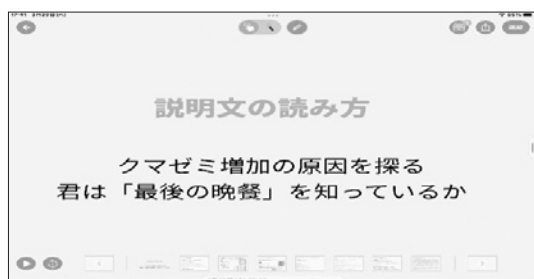 説明文の読み方
クマゼミ増加の原因を探る
君は「最後の晩餐」を知っているか